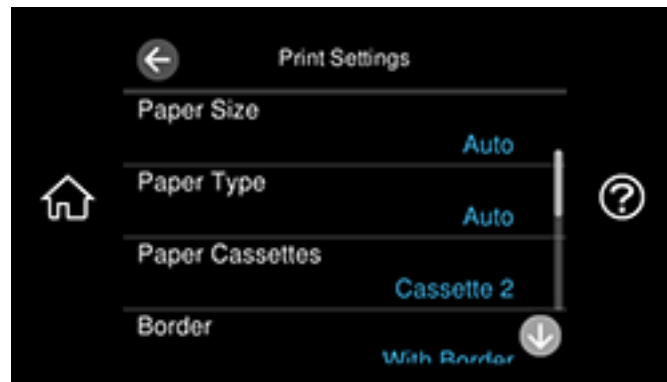 Print Settings
Paper Size
Auto
Paper Type
Auto
Paper Cassettes
Cassette 2
Border
With Border